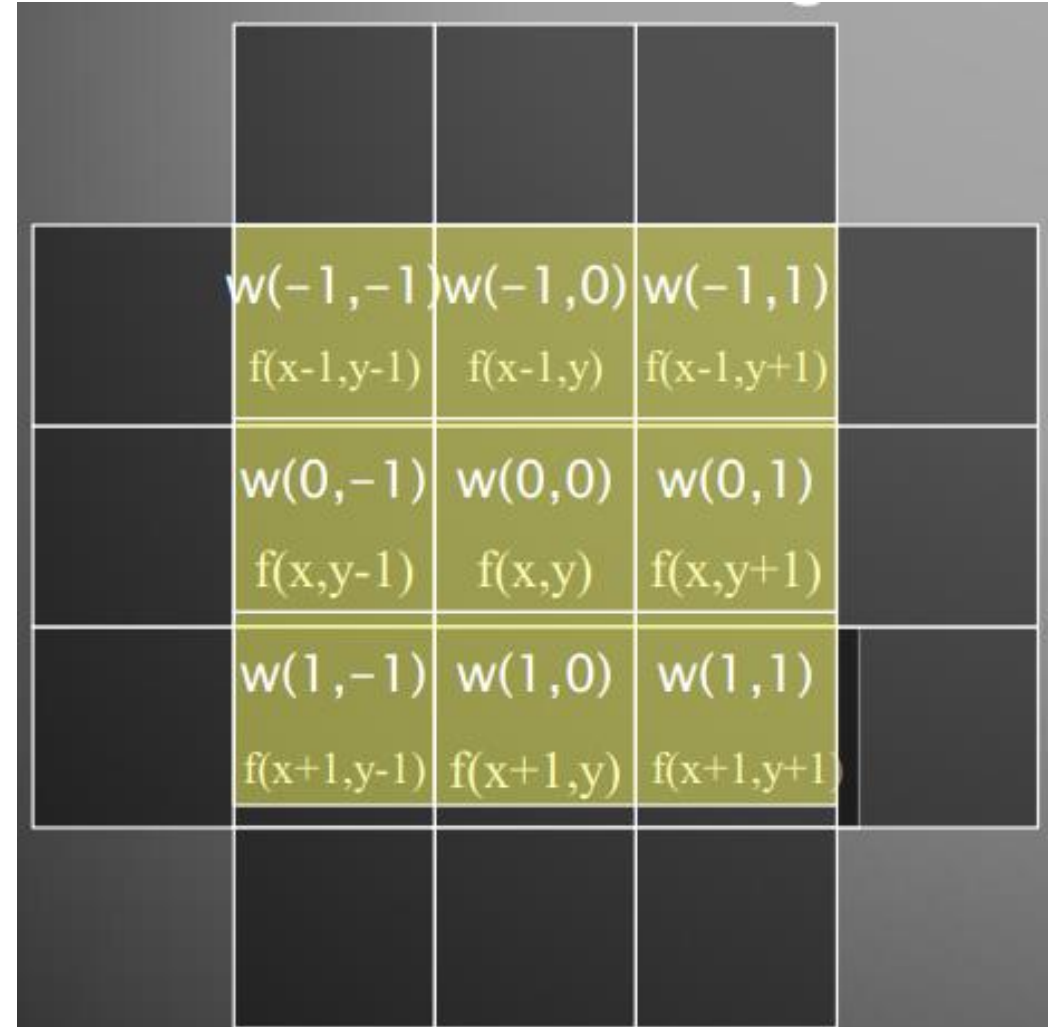 w(-1,-1) w(-1,0) w(-1,1)
f(x-1,y-1) f(x-1,y) f(x-1,y+1)
w(0,-1) w(0,0) w(0,1)
f(x,y-1) f(x,y) f(x,y+1)
w(1,-1) w(1,0) w(1,1)
f(x+1,y-1) f(x+1,y) f(x+1,y+1)